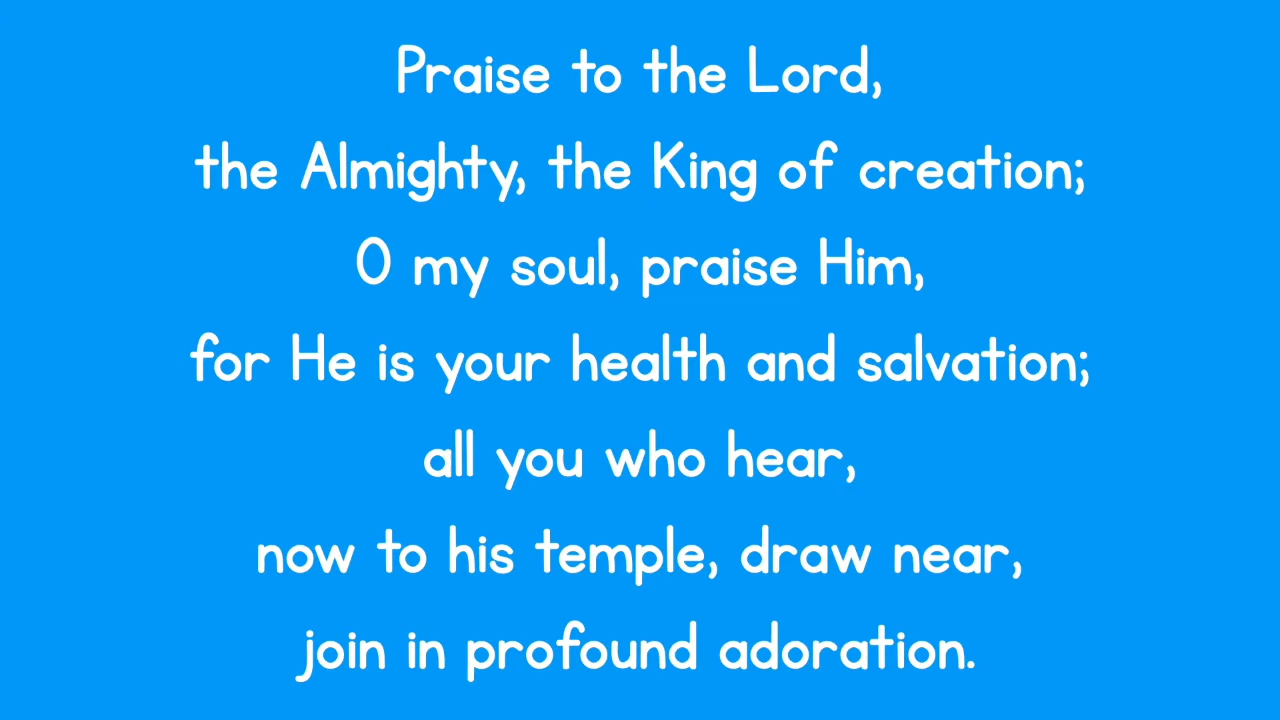 Praise to the Lord,
the Almighty, the King of creation;
O my soul, praise Him,
for He is your health and salvation;
all you who hear,
now to his temple, draw near,
join in profound adoration.